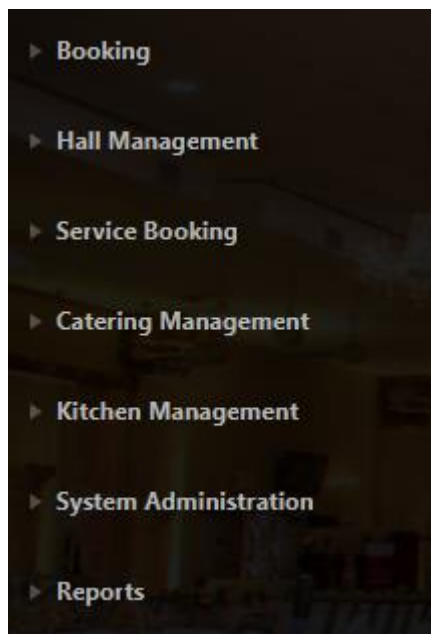 Booking
Hall Management
Service Booking
Catering Management
Kitchen Management
System Administration
Reports